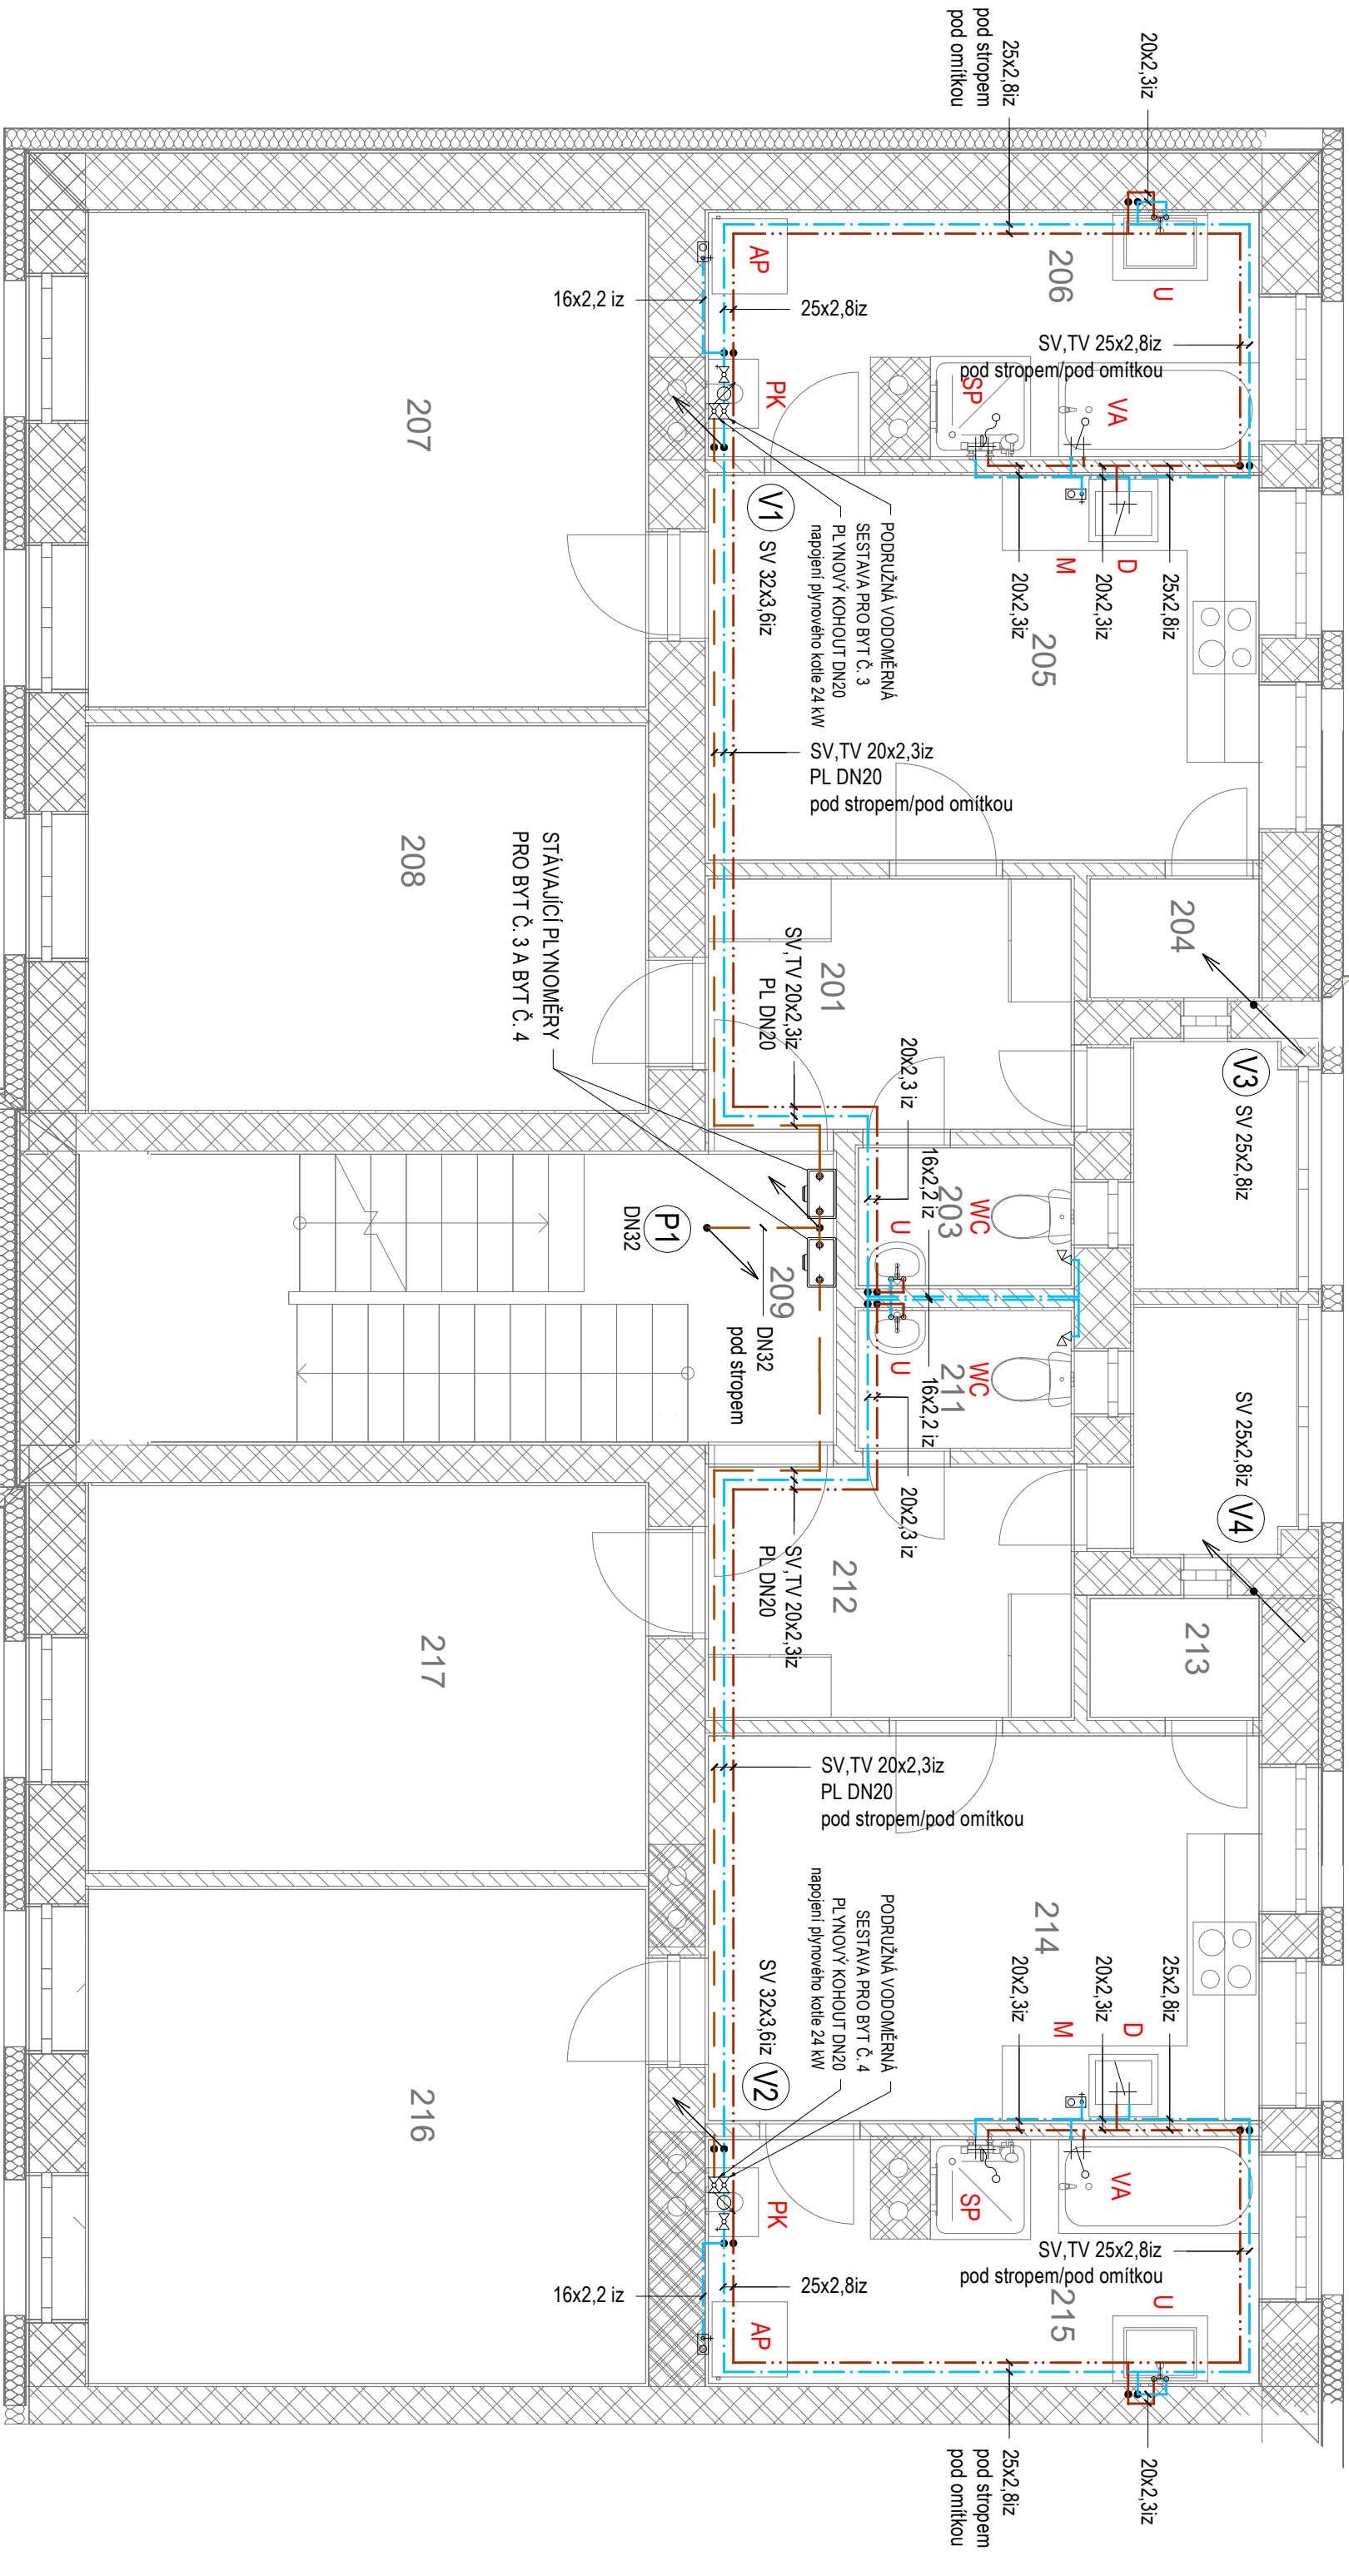 20x2,3iz
25x2,8iz
pod stropem
pod omítkou
U
206
AP
16x2,2 iz
25x2,8iz
SV,TV 25x2,8iz
pod stropem/pod omítkou
PK
SP
VA
207
V1
SV 32x3,6iz
PODRUŽNÁ VODOMĚRNÁ
SESTAVA PRO BYT Č. 3
PLYNOVÝ KOHOUT DN20
napojení plynového kotle 24 kW
D
M
25x2,8iz
20x2,3iz
20x2,3iz
205
SV,TV 20x2,3iz
PL DN20
pod stropem/pod omítkou
208
STÁVAJÍCÍ PLYNOMĚRY
PRO BYT Č. 3 A BYT Č. 4
204
201
SV,TV 20x2,3iz
PL DN20
V3
SV 25x2,8iz
20x2,3 iz
16x2,2 iz
203
WC
U
P1
DN32
209
DN32
pod stropem
U
WC
211
16x2,2 iz
20x2,3 iz
SV 25x2,8iz
V4
212
SV,TV 20x2,3iz
PL DN20
213
217
SV,TV 20x2,3iz
PL DN20
pod stropem/pod omítkou
PODRUŽNÁ VODOMĚRNÁ
SESTAVA PRO BYT Č. 4
PLYNOVÝ KOHOUT DN20
napojení plynového kotle 24 kW
214
SV 32x3,6iz
V2
25x2,8iz
20x2,3iz
20x2,3iz
D
M
216
VA
SP
PK
SV,TV 25x2,8iz
pod stropem/pod omítkou
16x2,2 iz
25x2,8iz
U
215
AP
25x2,8iz
pod stropem
pod omítkou
20x2,3iz